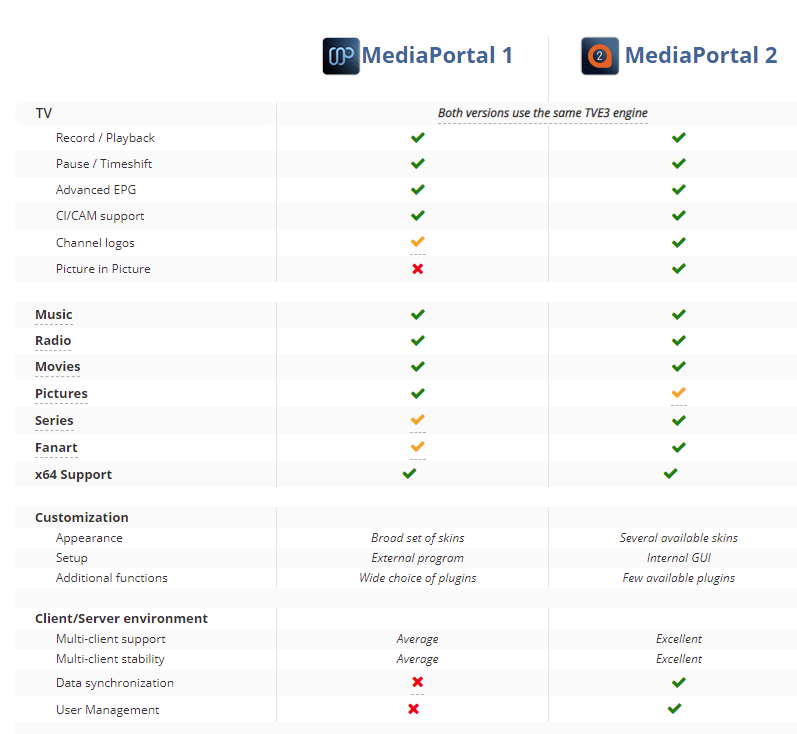 MediaPortal 1 MediaPortal 2
TV Both versions use the same TVE3 engine
Record / Playback
Pause / Timeshift
Advanced EPG
CI/CAM support
Channel logos
Picture in Picture
Music
Radio
Movies
Pictures
Series
Fanart
x64 Support
Customization
Appearance Broad set of skins Several available skins
Setup External program Internal GUI
Additional functions Wide choice of plugins Few available plugins
Client/Server environment
Multi-client support Average Excellent
Multi-client stability Average Excellent
Data synchronization
User Management